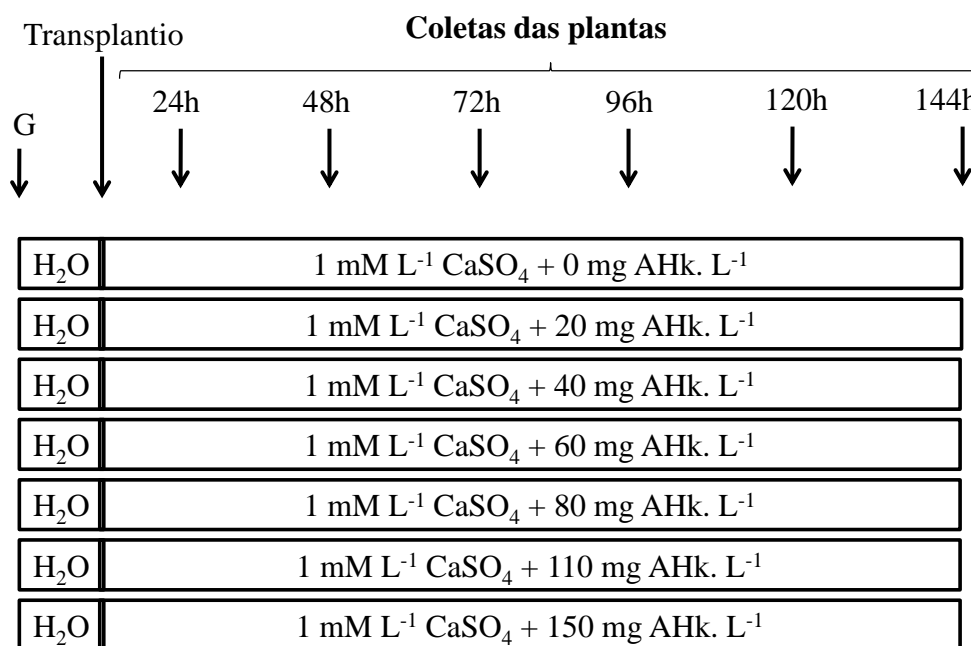 Transplantio
Coletas das plantas
24h 48h 72h 96h 120h 144h
G
H₂O 1 mM L⁻¹ CaSO₄ + 0 mg AHk. L⁻¹
H₂O 1 mM L⁻¹ CaSO₄ + 20 mg AHk. L⁻¹
H₂O 1 mM L⁻¹ CaSO₄ + 40 mg AHk. L⁻¹
H₂O 1 mM L⁻¹ CaSO₄ + 60 mg AHk. L⁻¹
H₂O 1 mM L⁻¹ CaSO₄ + 80 mg AHk. L⁻¹
H₂O 1 mM L⁻¹ CaSO₄ + 110 mg AHk. L⁻¹
H₂O 1 mM L⁻¹ CaSO₄ + 150 mg AHk. L⁻¹